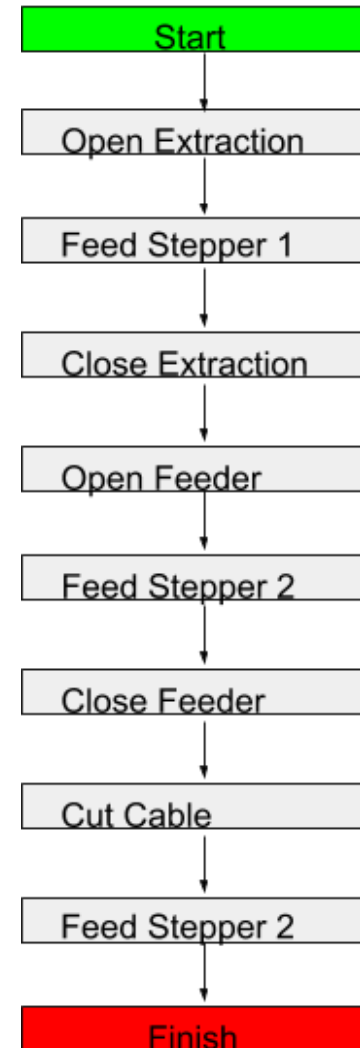 Start
Open Extraction
Feed Stepper 1
Close Extraction
Open Feeder
Feed Stepper 2
Close Feeder
Cut Cable
Feed Stepper 2
Finish